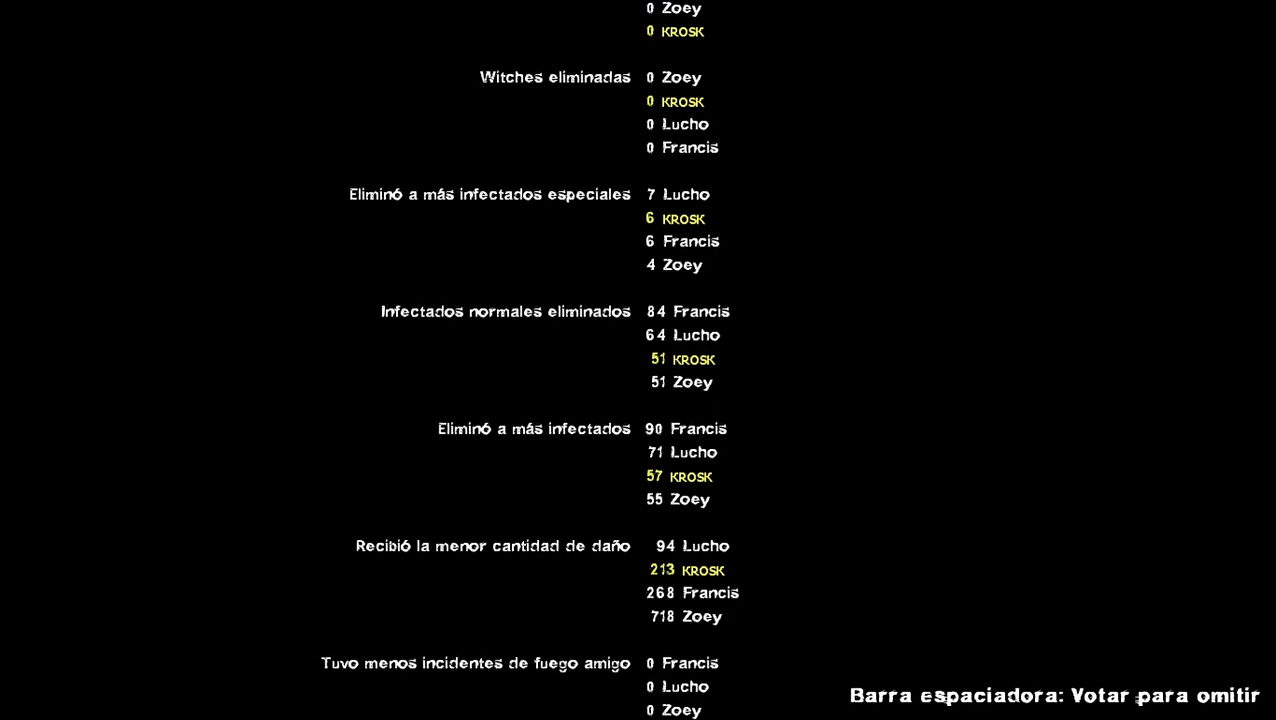 0 Zoey
0 KROSK
Witches eliminadas 0 Zoey
0 KROSK
0 Lucho
0 Francis
Eliminó a más infectados especiales 7 Lucho
6 KROSK
6 Francis
4 Zoey
Infectados normales eliminados 84 Francis
64 Lucho
51 KROSK
51 Zoey
Eliminó a más infectados 90 Francis
71 Lucho
57 KROSK
55 Zoey
Recibió la menor cantidad de daño 94 Lucho
213 KROSK
268 Francis
718 Zoey
Tuvo menos incidentes de fuego amigo 0 Francis
0 Lucho
0 Zoey
Barra espaciadora: Votar para omitir